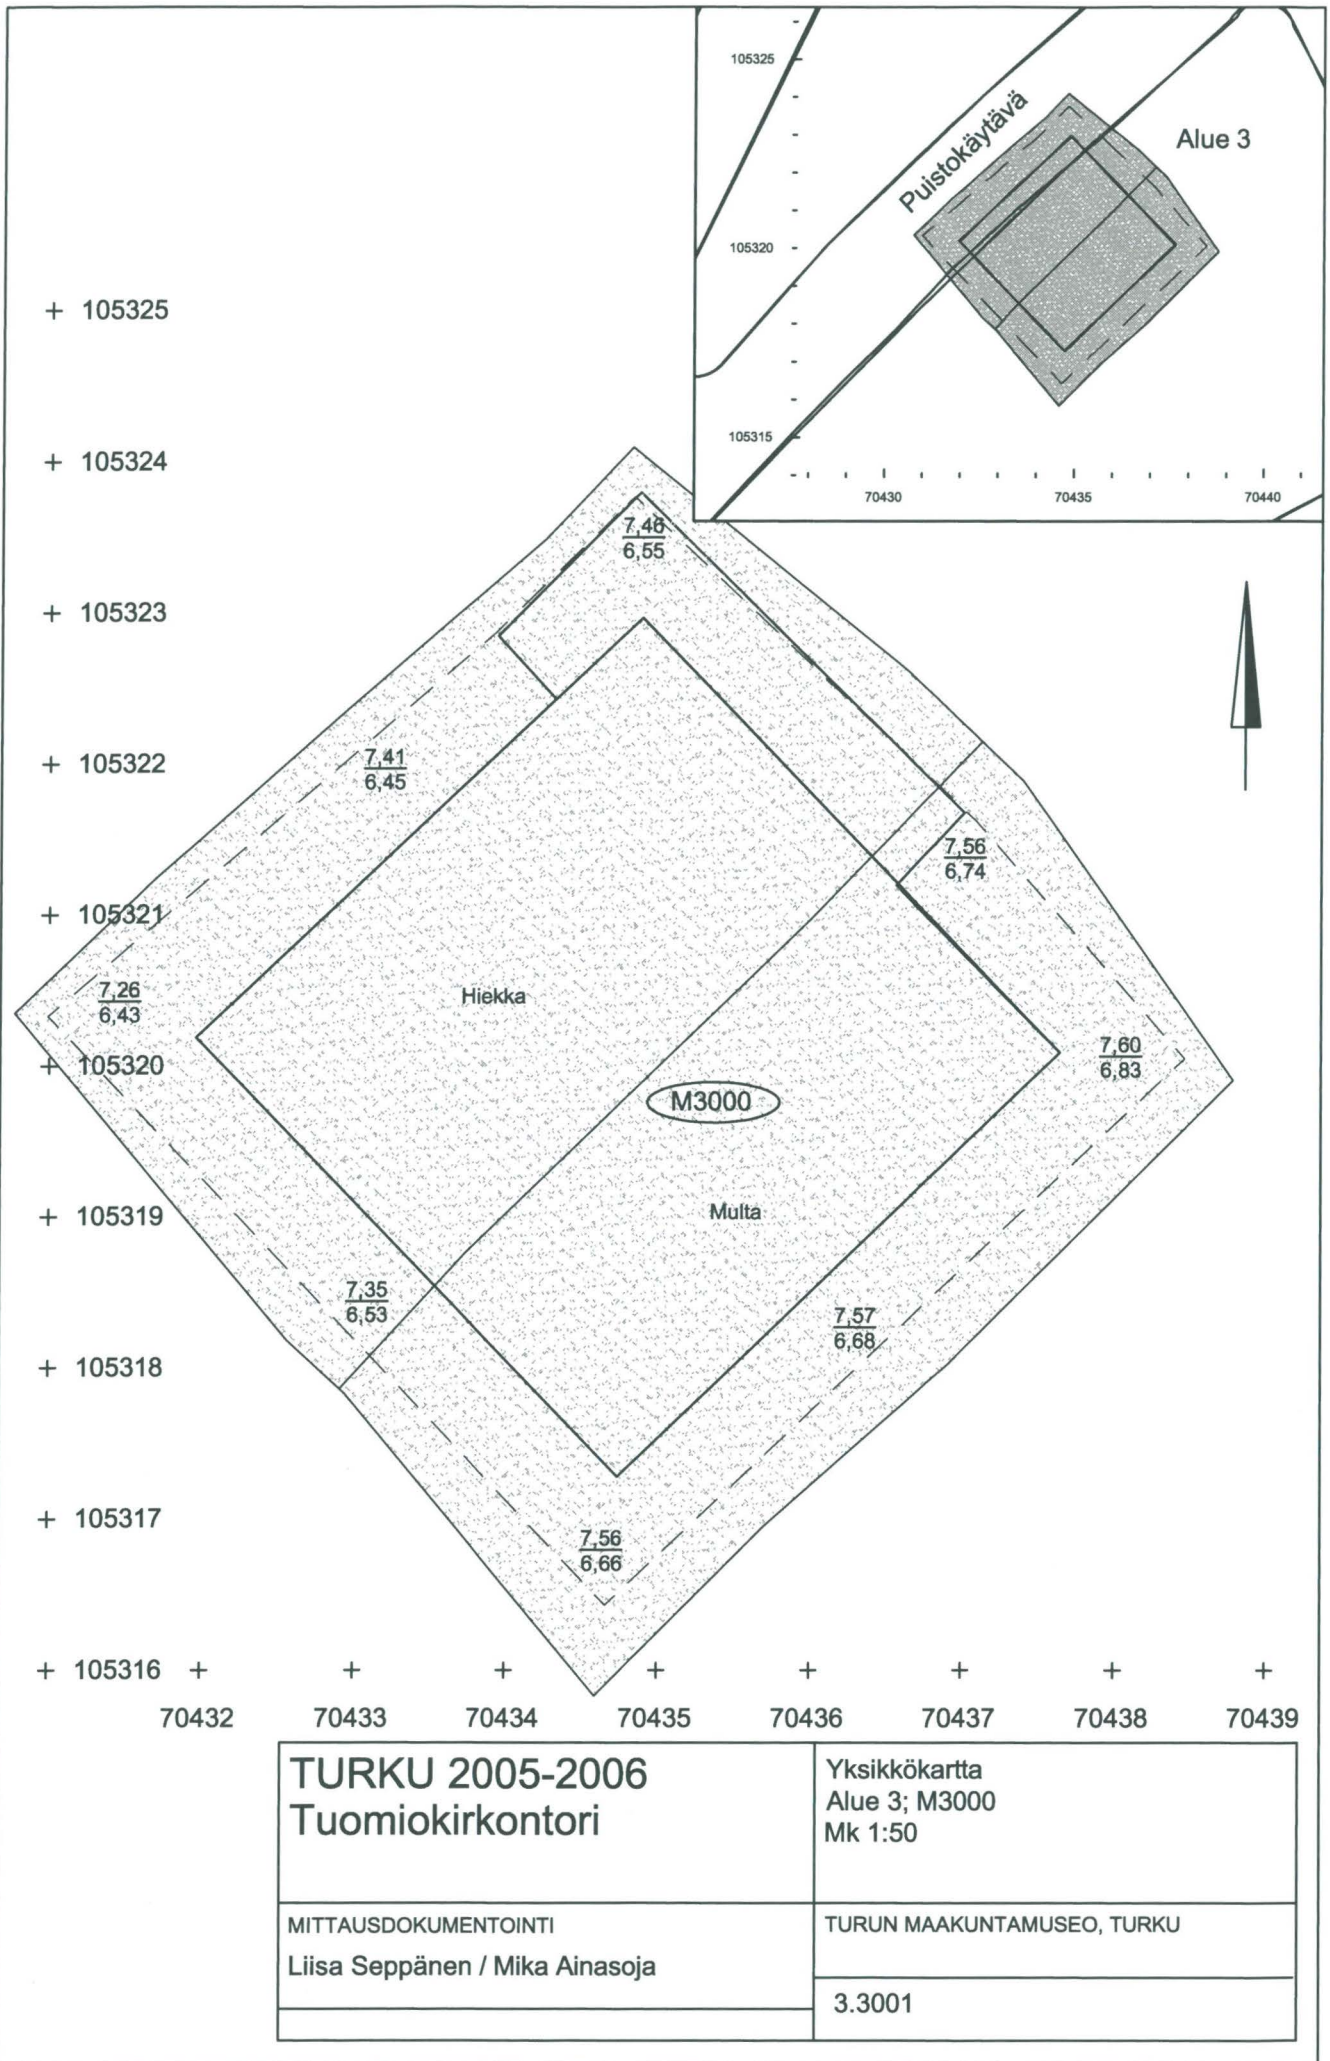 105325
105320
105315
70430
70435
70440
Puistokäytävä
Alue 3
105325
105324
105323
105322
105321
105320
105319
105318
105317
105316
7,46
6,55
7,41
6,45
7,56
6,74
7,26
6,43
Hiekka
7,60
6,83
M3000
Multa
7,35
6,53
7,57
6,68
7,56
6,66
70432 70433 70434 70435 70436 70437 70438 70439
TURKU 2005-2006
Tuomiokirkontori
Yksikkökartta
Alue 3; M3000
Mk 1:50
MITTAUSDOKUMENTOINTI
Liisa Seppänen / Mika Ainasoja
TURUN MAAKUNTAMUSEO, TURKU
3.3001